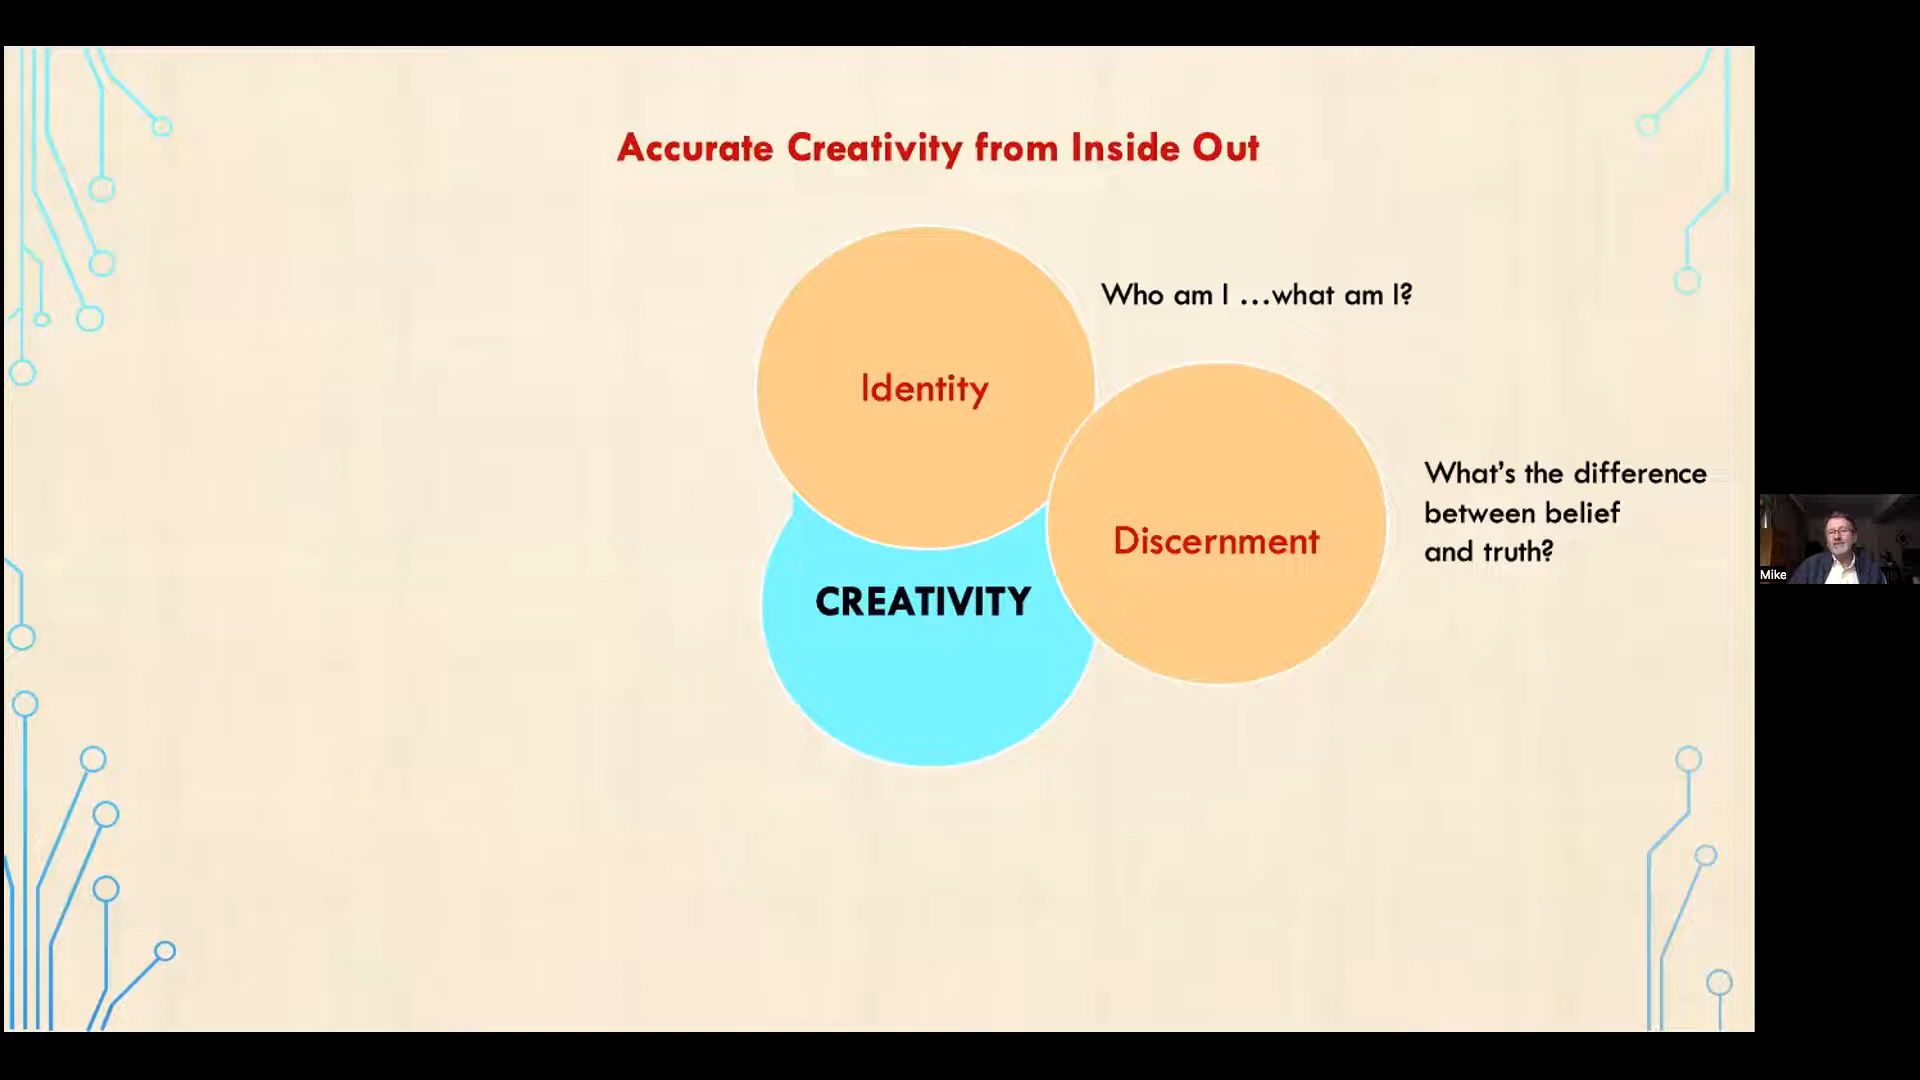 Accurate Creativity from Inside Out
Who am I ...what am I?
Identity
What’s the difference
between belief
and truth?
Discernment
CREATIVITY
Mike